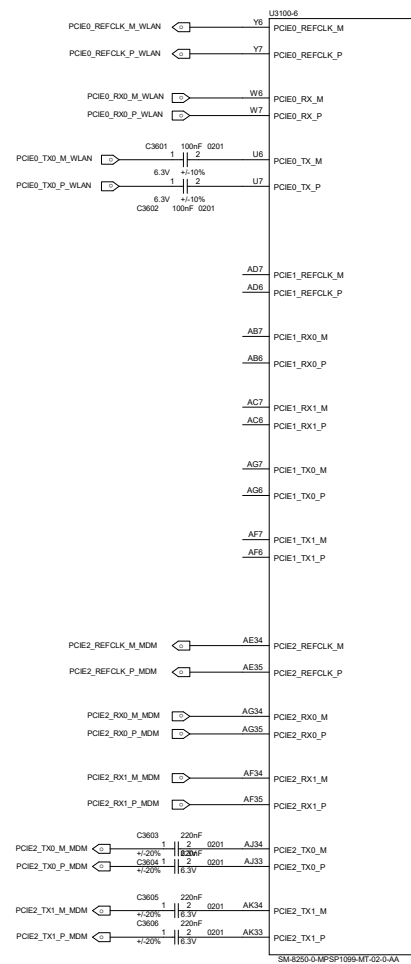 U3100-6
PCIE0_REFCLK_M_WLAN Y6 PCIE0_REFCLK_M
PCIE0_REFCLK_P_WLAN Y7 PCIE0_REFCLK_P
PCIE0_RX0_M_WLAN W6 PCIE0_RX_M
PCIE0_RX0_P_WLAN W7 PCIE0_RX_P
C3601 100nF 0201
PCIE0_TX0_M_WLAN 1 2 U6 PCIE0_TX_M
6.3V +/-10%
PCIE0_TX0_P_WLAN 1 2 U7 PCIE0_TX_P
6.3V +/-10%
C3602 100nF 0201
AD7 PCIE1_REFCLK_M
AD6 PCIE1_REFCLK_P
AB7 PCIE1_RX0_M
AB6 PCIE1_RX0_P
AC7 PCIE1_RX1_M
AC6 PCIE1_RX1_P
AG7 PCIE1_TX0_M
AG6 PCIE1_TX0_P
AF7 PCIE1_TX1_M
AF6 PCIE1_TX1_P
PCIE2_REFCLK_M_MDM AE34 PCIE2_REFCLK_M
PCIE2_REFCLK_P_MDM AE35 PCIE2_REFCLK_P
PCIE2_RX0_M_MDM AG34 PCIE2_RX0_M
PCIE2_RX0_P_MDM AG35 PCIE2_RX0_P
PCIE2_RX1_M_MDM AF34 PCIE2_RX1_M
PCIE2_RX1_P_MDM AF35 PCIE2_RX1_P
C3603 220nF
PCIE2_TX0_M_MDM 1 2 0201 AJ34 PCIE2_TX0_M
+/-20%
C3604
PCIE2_TX0_P_MDM 1 2 0201 AJ33 PCIE2_TX0_P
+/-20% 6.3V
C3605 220nF
PCIE2_TX1_M_MDM 1 2 0201 AK34 PCIE2_TX1_M
+/-20% 6.3V
C3606 220nF
PCIE2_TX1_P_MDM 1 2 0201 AK33 PCIE2_TX1_P
+/-20% 6.3V
SM-8250-0-MPSP1099-MT-02-0-AA